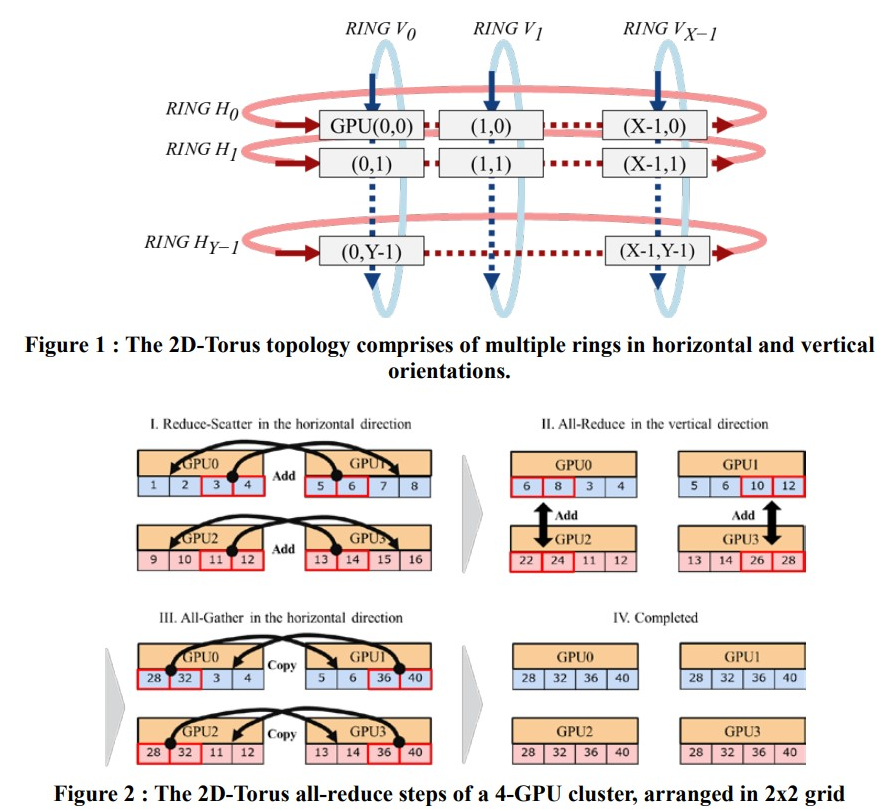 RING V0 RING V1 RING VX−1
RING H0
GPU(0,0) (1,0) (X-1,0)
RING H1
(0,1) (1,1) (X-1,1)
RING HY−1
(0,Y-1) (X-1,Y-1)
Figure 1 : The 2D-Torus topology comprises of multiple rings in horizontal and vertical
orientations.
I. Reduce-Scatter in the horizontal direction
GPU0 Add GPU1
1 2 3 4 5 6 7 8
GPU2 Add GPU3
9 10 11 12 13 14 15 16
II. All-Reduce in the vertical direction
GPU0 GPU1
6 8 3 4 5 6 10 12
Add Add
GPU2 GPU3
22 24 11 12 13 14 26 28
III. All-Gather in the horizontal direction
GPU0 Copy GPU1
28 32 3 4 5 6 36 40
GPU2 Copy GPU3
28 32 11 12 13 14 36 40
IV. Completed
GPU0 GPU1
28 32 36 40 28 32 36 40
GPU2 GPU3
28 32 36 40 28 32 36 40
Figure 2 : The 2D-Torus all-reduce steps of a 4-GPU cluster, arranged in 2x2 grid